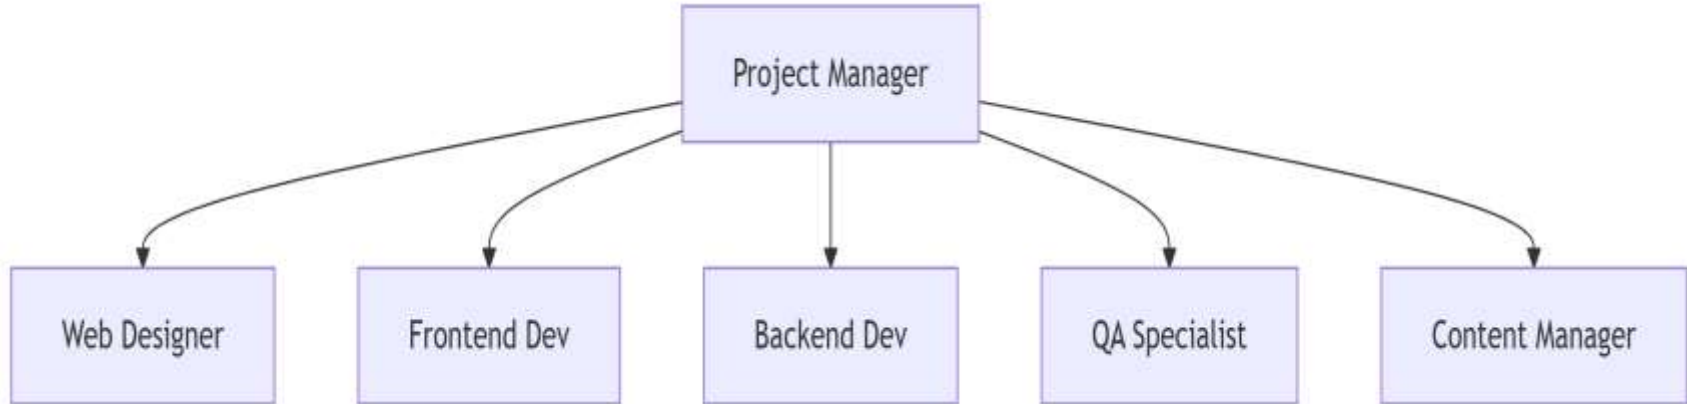 Project Manager
Web Designer
Frontend Dev
Backend Dev
QA Specialist
Content Manager